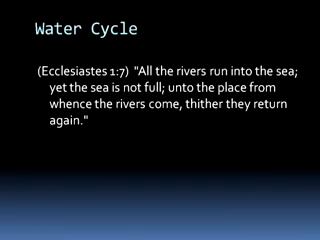 Water Cycle
(Ecclesiastes 1:7)  "All the rivers run into the sea;
yet the sea is not full; unto the place from
whence the rivers come, thither they return
again."